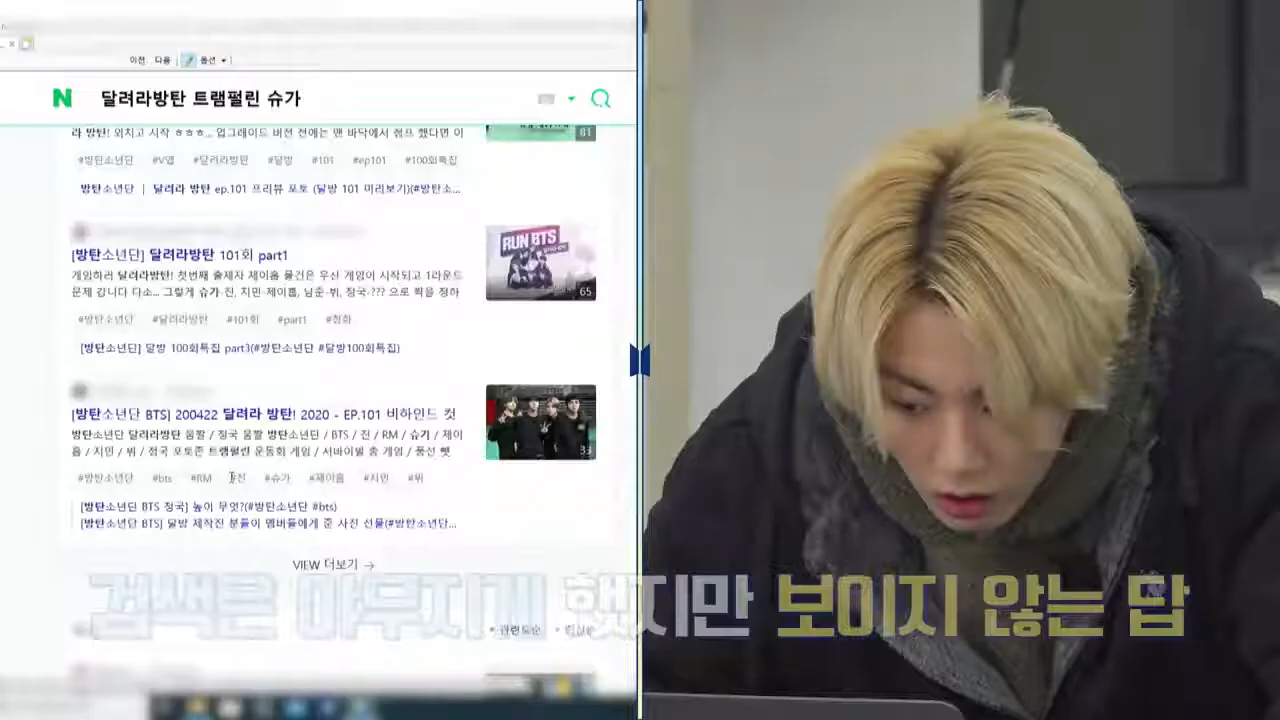 이전 다음 옵션
N 달려라방탄 트램펄린 슈가
라 방탄! 외치고 시작 ㅎㅎㅎ... 업그레이드 버전 전에는 맨 바닥에서 점프 했다면 이
81
#방탄소년단 #V앱 #달려라방탄 #달방 #101 #ep101 #100회특집
방탄소년단 | 달려라 방탄 ep.101 프리뷰 포토 (달방 101 미리보기)(#방탄소...
[방탄소년단] 달려라방탄 101회 part1
RUN BTS
게임하러 달려라방탄! 첫번째 출제자 제이홉 물건은 우산 게임이 시작되고 1라운드
문제 갑니다 다소... 그렇게 슈가·진, 지민·제이홉, 남준·뷔, 정국·??? 으로 짝을 정하
65
#방탄소년단 #달려라방탄 #101회 #part1
[방탄소년단] 달방 100회특집 part3(#방탄소년단 #달방100회특집)
[방탄소년단 BTS] 200422 달려라 방탄! 2020 - EP.101 비하인드 컷
방탄소년단 달려라방탄 움짤 / 정국 움짤 방탄소년단 / BTS / 진 / RM / 슈가 / 제이
홉 / 지민 / 뷔 / 정국 포토존 트램펄린 운동회 게임 / 서바이벌 줄 게임 / 풍선
33
#방탄소년단 #bts #RM #진 #슈가 #제이홉 #지민 #뷔
[방탄소년단 BTS 정국] 높이 무엇?(#방탄소년단 #bts)
[방탄소년단 BTS] 달방 제작진 분들이 멤버들에게 준 사진 선물(#방탄소년단...
VIEW 더보기 →
검색은 야무지게 했지만 보이지 않는 답
관련도순 최신순